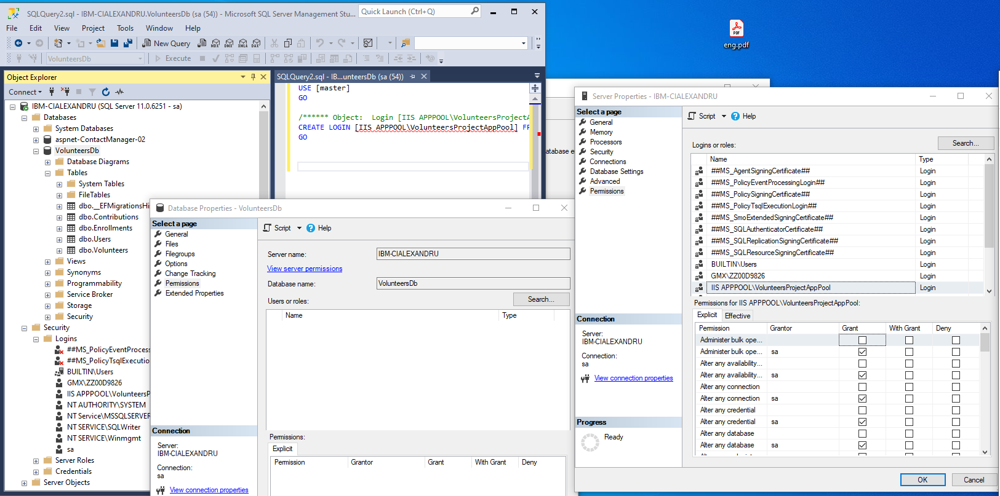 SQLQuery2.sql - IBM-CIALEXANDRU.VolunteersDb (sa (54)) - Microsoft SQL Server Management Stu...
Quick Launch (Ctrl+Q)
File Edit View Project Tools Window Help
New Query
MDX DMX XMLA DAX
VolunteersDb
Execute
Object Explorer
Connect
IBM-CIALEXANDRU (SQL Server 11.0.6251 - sa)
Databases
System Databases
aspnet-ContactManager-02
VolunteersDb
Database Diagrams
Tables
System Tables
FileTables
dbo.__EFMigrationsHi
dbo.Contributions
dbo.Enrollments
dbo.Users
dbo.Volunteers
Views
Synonyms
Programmability
Service Broker
Storage
Security
Security
Logins
##MS_PolicyEventProcess
##MS_PolicyTsqlExecutio
BUILTIN\Users
GMX\ZZ00D9826
IIS APPPOOL\VolunteersP
NT AUTHORITY\SYSTEM
NT Service\MSSQLSERVER
NT SERVICE\SQLWriter
NT SERVICE\Winmgmt
sa
Server Roles
Credentials
Server Objects
SQLQuery2.sql - IB...unteersDb (sa (54))
USE [master]
GO
/****** Object: Login [IIS APPPOOL\VolunteersProjectA
CREATE LOGIN [IIS APPPOOL\VolunteersProjectAppPool] FR
GO
PDF
eng.pdf
atabase e
Database Properties - VolunteersDb
Select a page
General
Files
Filegroups
Options
Change Tracking
Permissions
Extended Properties
Connection
Server:
IBM-CIALEXANDRU
Connection:
sa
View connection properties
Script Help
Server name: IBM-CIALEXANDRU
View server permissions
Database name: VolunteersDb
Users or roles: Search...
Name Type
Permissions:
Explicit
Permission Grantor Grant With Grant Deny
Server Properties - IBM-CIALEXANDRU
Select a page
General
Memory
Processors
Security
Connections
Database Settings
Advanced
Permissions
Connection
Server:
IBM-CIALEXANDRU
Connection:
sa
View connection properties
Progress
Ready
Script Help
Logins or roles: Search...
Name Type
##MS_AgentSigningCertificate## Login
##MS_PolicyEventProcessingLogin## Login
##MS_PolicySigningCertificate## Login
##MS_PolicyTsqlExecutionLogin## Login
##MS_SmoExtendedSigningCertificate## Login
##MS_SQLAuthenticatorCertificate## Login
##MS_SQLReplicationSigningCertificate## Login
##MS_SQLResourceSigningCertificate## Login
BUILTIN\Users Login
GMX\ZZ00D9826 Login
IIS APPPOOL\VolunteersProjectAppPool Login
Permissions for IIS APPPOOL\VolunteersProjectAppPool:
Explicit Effective
Permission Grantor Grant With Grant Deny
Administer bulk ope...
Administer bulk ope... sa
Alter any availability...
Alter any availability... sa
Alter any connection
Alter any connection sa
Alter any credential
Alter any credential sa
Alter any database
Alter any database sa
OK Cancel